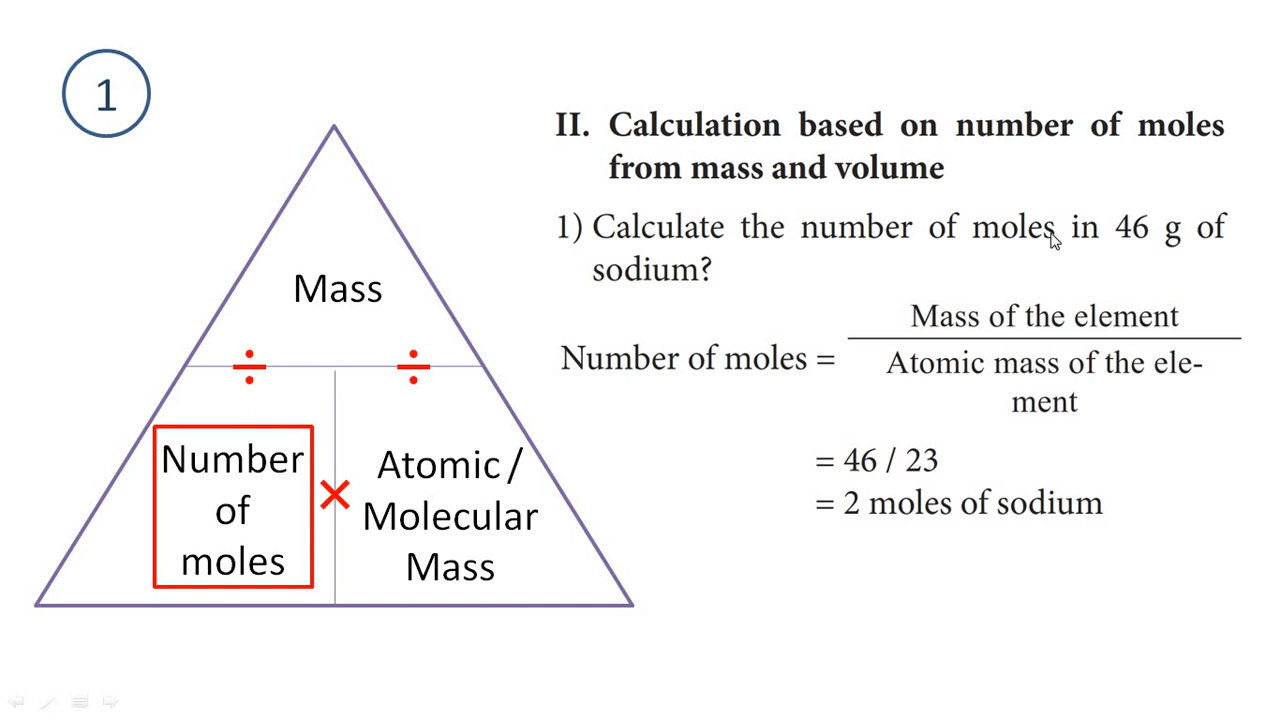 1
Mass
÷ ÷
Number
of
moles
×
Atomic /
Molecular
Mass
II. Calculation based on number of moles
from mass and volume
1) Calculate the number of moles in 46 g of
sodium?
Mass of the element
Number of moles =
Atomic mass of the ele-
ment
= 46 / 23
= 2 moles of sodium